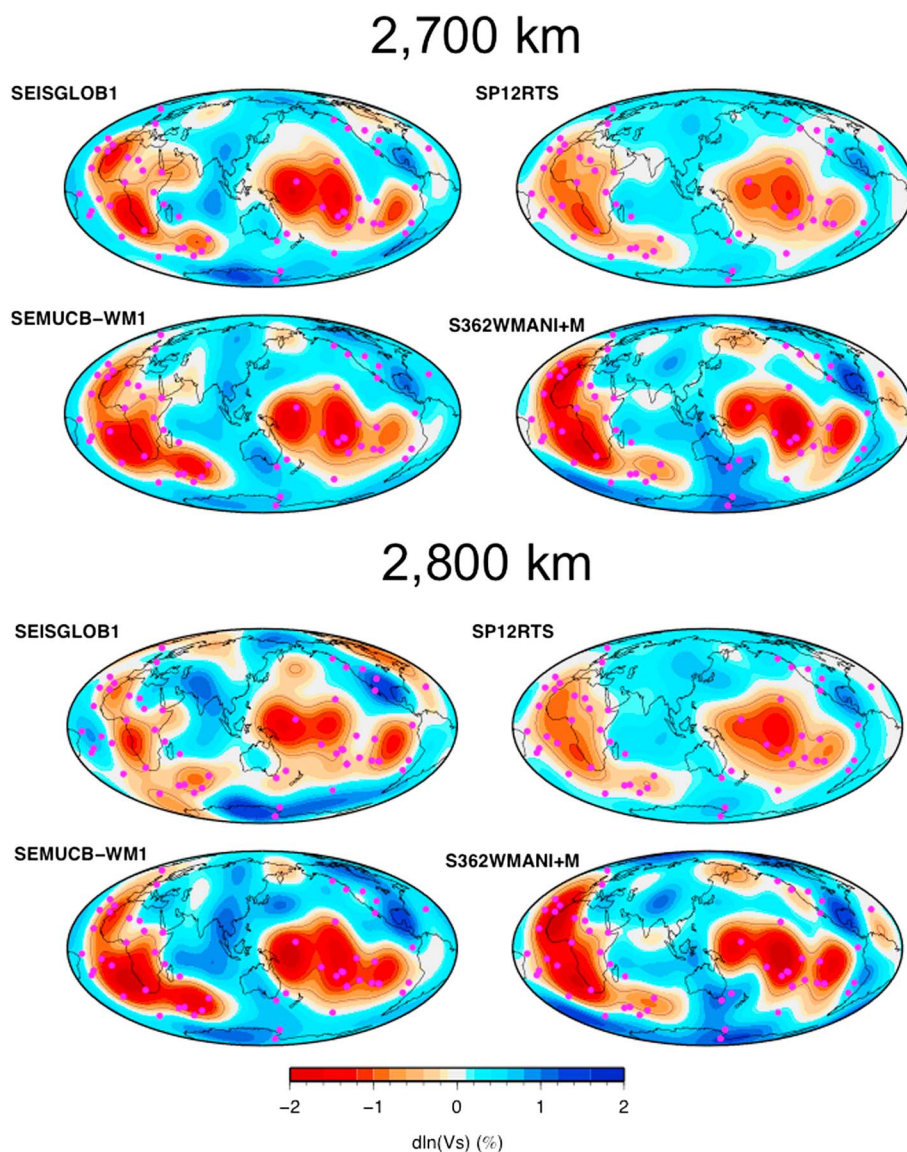 2,700 km
SEISGLOB1
SP12RTS
SEMUCB−WM1
S362WMANI+M
2,800 km
SEISGLOB1
SP12RTS
SEMUCB−WM1
S362WMANI+M
−2 −1 0 1 2
dln(Vs) (%)